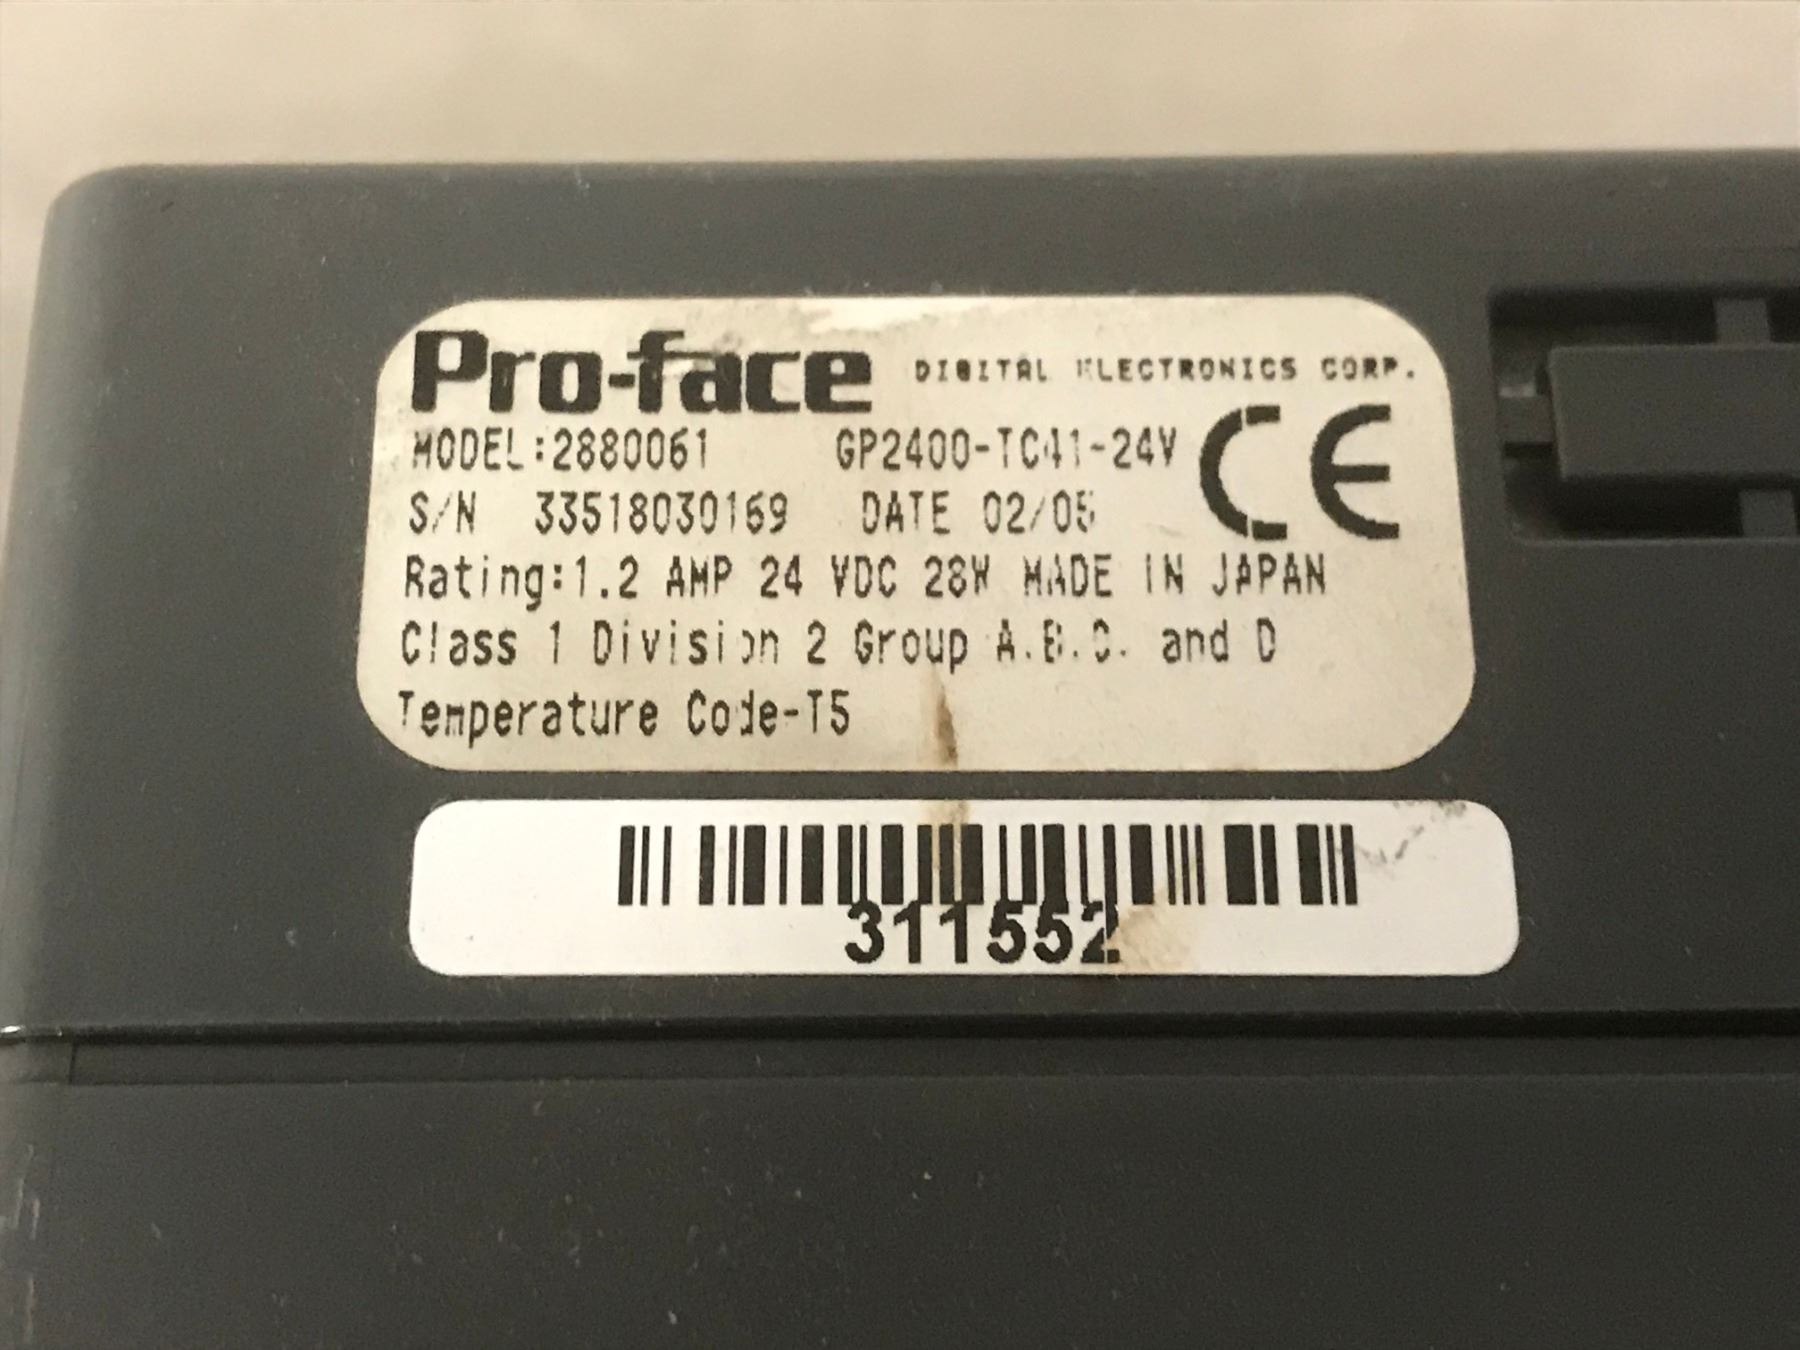 Pro-face DIGITAL ELECTRONICS CORP.
MODEL:2880061 GP2400-TC41-24V CE
S/N 33518030169 DATE 02/05
Rating:1.2 AMP 24 VDC 28W MADE IN JAPAN
Class 1 Division 2 Group A.B.C. and D
Temperature Code-T5
311552